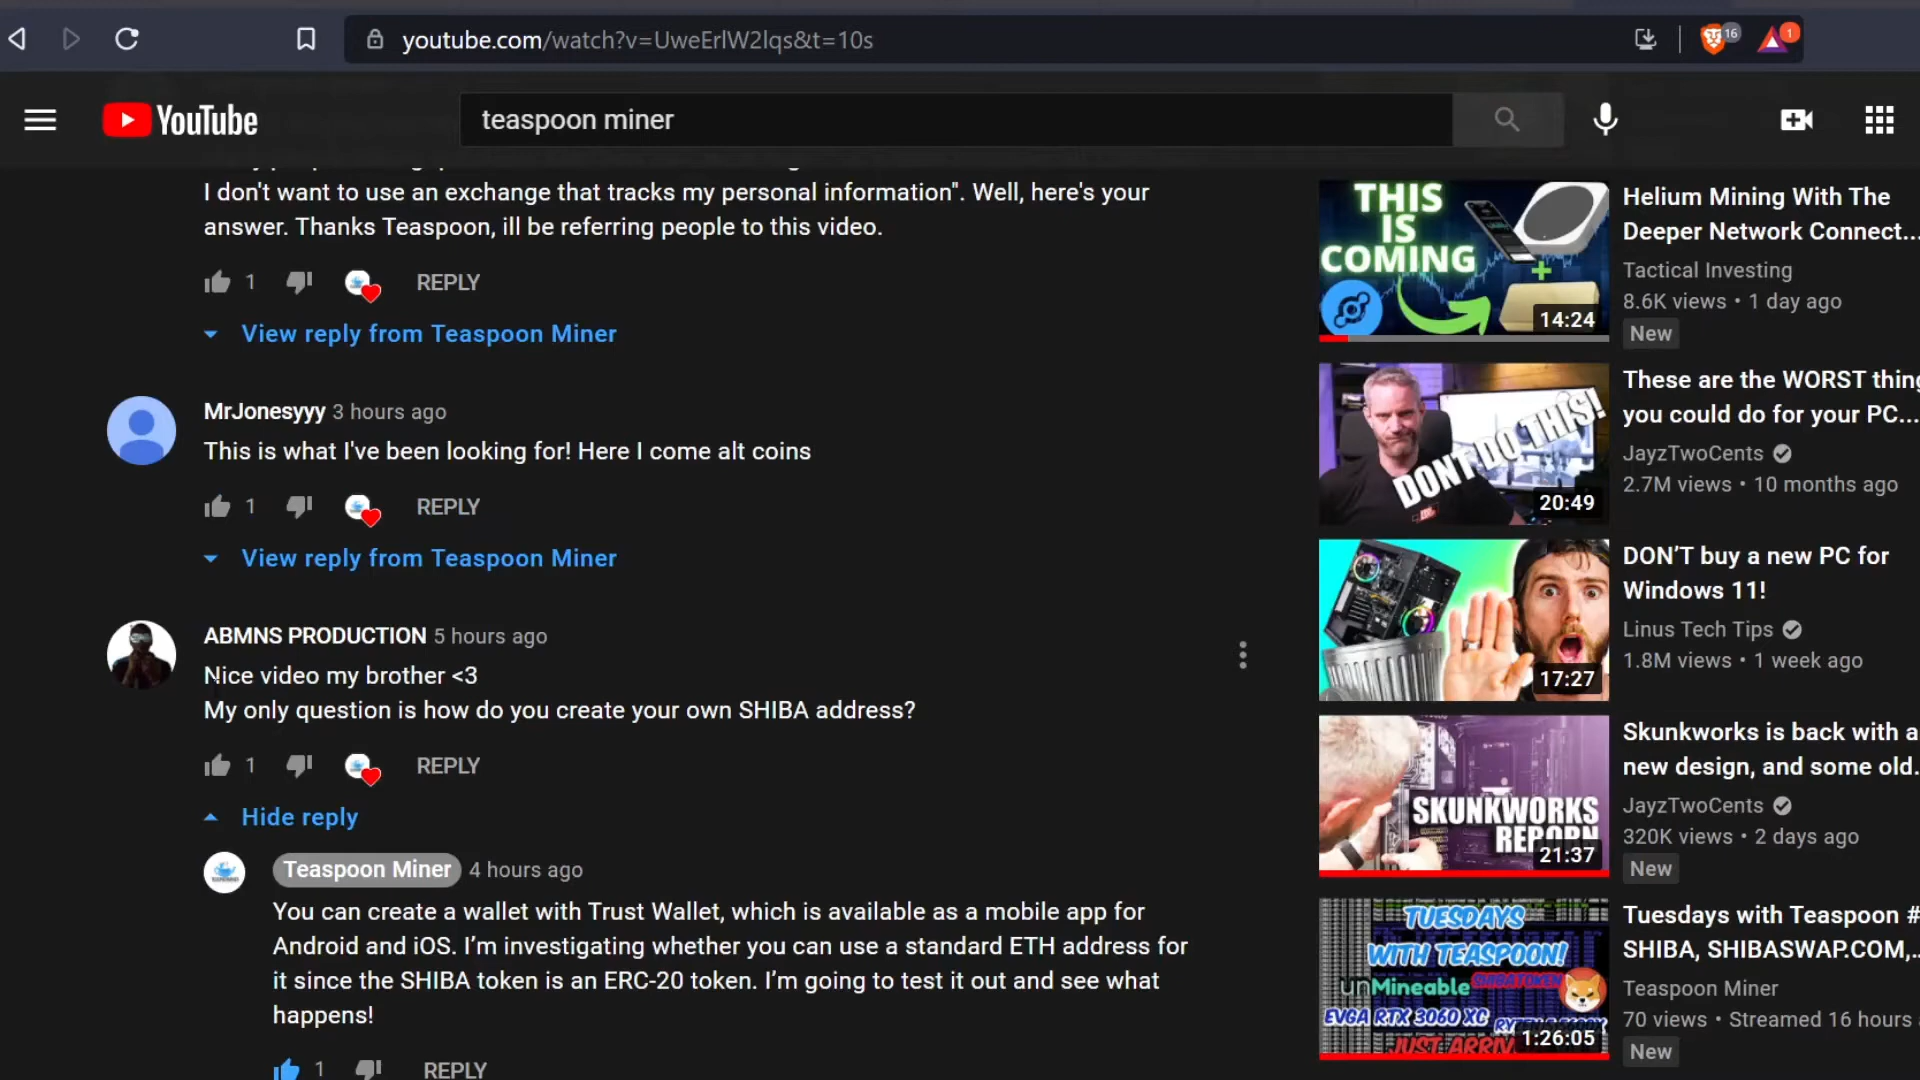 youtube.com/watch?v=UweErlW2lqs&t=10s
16
1
YouTube
teaspoon miner
I don't want to use an exchange that tracks my personal information". Well, here's your
answer. Thanks Teaspoon, ill be referring people to this video.
1
REPLY
View reply from Teaspoon Miner
MrJonesyyy 3 hours ago
This is what I've been looking for! Here I come alt coins
1
REPLY
View reply from Teaspoon Miner
ABMNS PRODUCTION 5 hours ago
Nice video my brother <3
My only question is how do you create your own SHIBA address?
1
REPLY
Hide reply
Teaspoon Miner 4 hours ago
You can create a wallet with Trust Wallet, which is available as a mobile app for
Android and iOS. I’m investigating whether you can use a standard ETH address for
it since the SHIBA token is an ERC-20 token. I’m going to test it out and see what
happens!
1
REPLY
THIS
IS
COMING
14:24
Helium Mining With The
Deeper Network Connect...
Tactical Investing
8.6K views • 1 day ago
New
DONT DO THIS!
20:49
These are the WORST thing
you could do for your PC...
JayzTwoCents
2.7M views • 10 months ago
17:27
DON’T buy a new PC for
Windows 11!
Linus Tech Tips
1.8M views • 1 week ago
SKUNKWORKS
REBORN
21:37
Skunkworks is back with a
new design, and some old.
JayzTwoCents
320K views • 2 days ago
New
TUESDAYS
WITH TEASPOON!
unMineable SHIBATOKEN
EVGA RTX 3060 XC
JUST ARRIV
1:26:05
Tuesdays with Teaspoon #
SHIBA, SHIBASWAP.COM,..
Teaspoon Miner
70 views • Streamed 16 hours
New